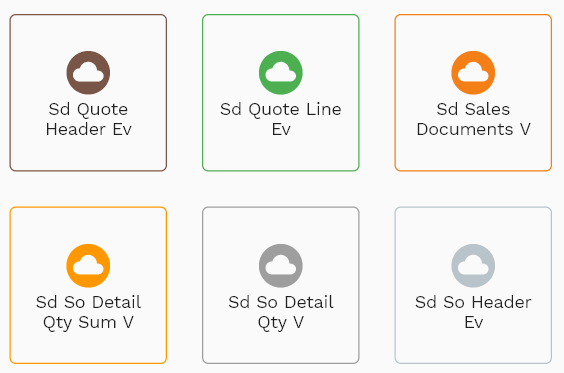 Sd Quote
Header Ev
Sd Quote Line
Ev
Sd Sales
Documents V
Sd So Detail
Qty Sum V
Sd So Detail
Qty V
Sd So Header
Ev